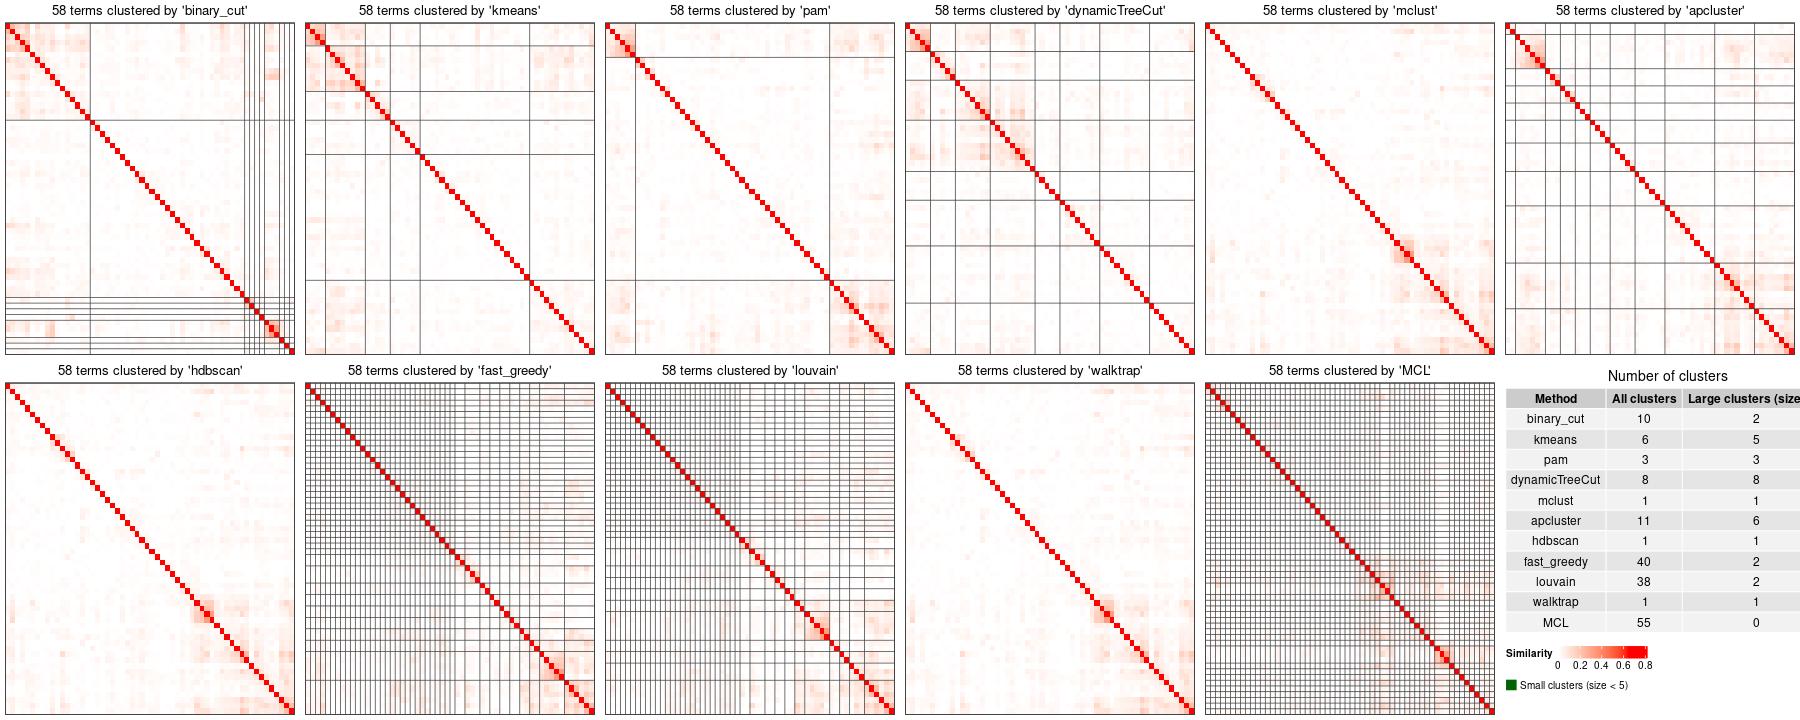 58 terms clustered by 'binary_cut'
58 terms clustered by 'kmeans'
58 terms clustered by 'pam'
58 terms clustered by 'dynamicTreeCut'
58 terms clustered by 'mclust'
58 terms clustered by 'apcluster'
58 terms clustered by 'hdbscan'
58 terms clustered by 'fast_greedy'
58 terms clustered by 'louvain'
58 terms clustered by 'walktrap'
58 terms clustered by 'MCL'
Number of clusters
Method All clusters Large clusters (size
binary_cut 10 2
kmeans 6 5
pam 3 3
dynamicTreeCut 8 8
mclust 1 1
apcluster 11 6
hdbscan 1 1
fast_greedy 40 2
louvain 38 2
walktrap 1 1
MCL 55 0
Similarity
0 0.2 0.4 0.6 0.8
Small clusters (size < 5)